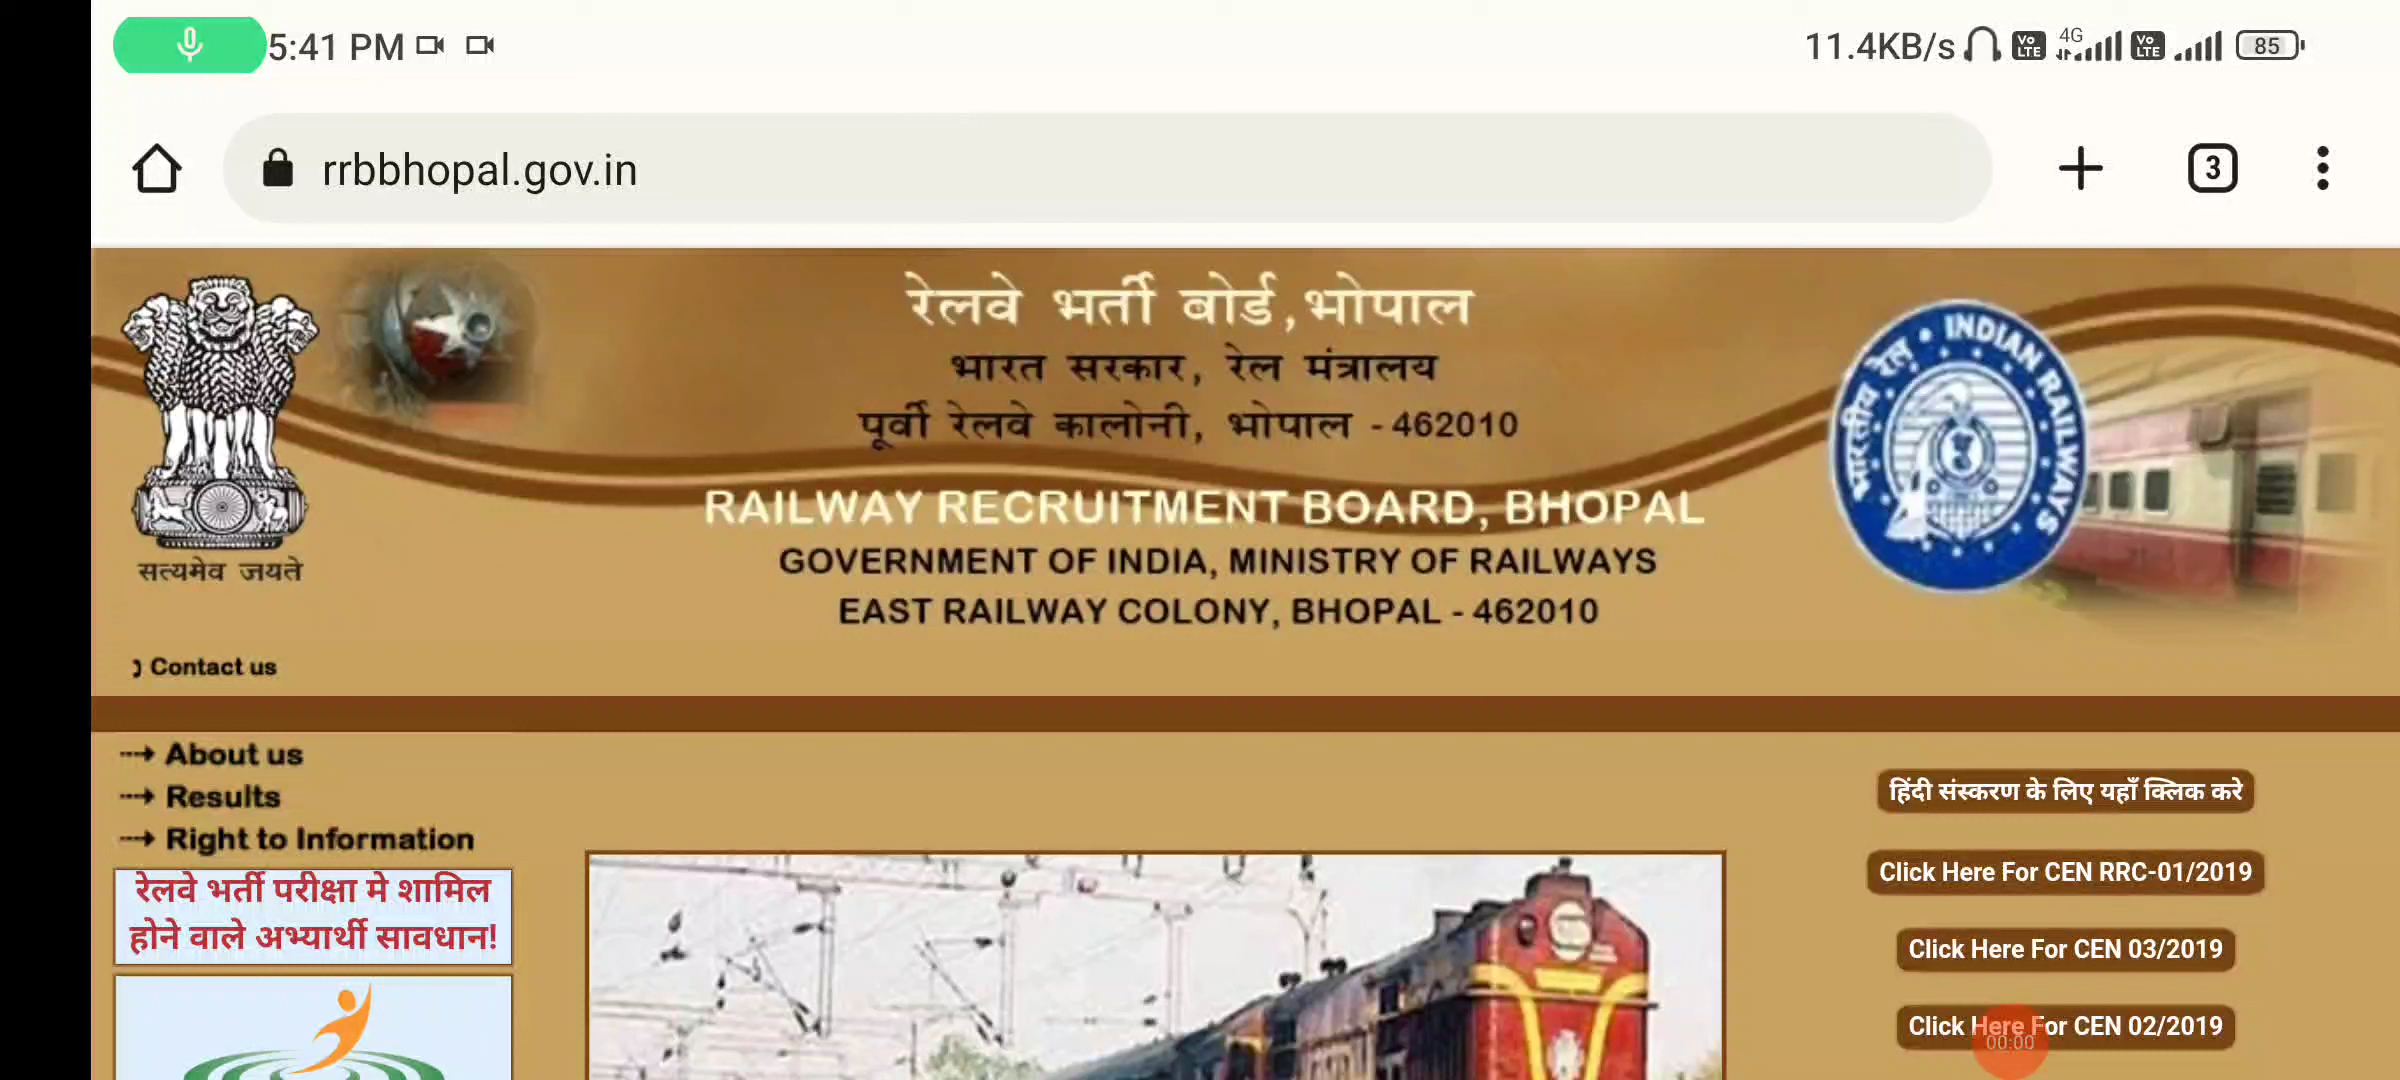 5:41 PM
11.4KB/s
Vo LTE
4G
Vo LTE
85
rrbbhopal.gov.in
3
रेलवे भर्ती बोर्ड,भोपाल
भारत सरकार, रेल मंत्रालय
पूर्वी रेलवे कालोनी, भोपाल - 462010
RAILWAY RECRUITMENT BOARD, BHOPAL
GOVERNMENT OF INDIA, MINISTRY OF RAILWAYS
EAST RAILWAY COLONY, BHOPAL - 462010
सत्यमेव जयते
भारतीय रेल • INDIAN RAILWAYS
Contact us
About us
Results
Right to Information
रेलवे भर्ती परीक्षा मे शामिल
होने वाले अभ्यार्थी सावधान!
हिंदी संस्करण के लिए यहाँ क्लिक करे
Click Here For CEN RRC-01/2019
Click Here For CEN 03/2019
Click Here For CEN 02/2019
00:00